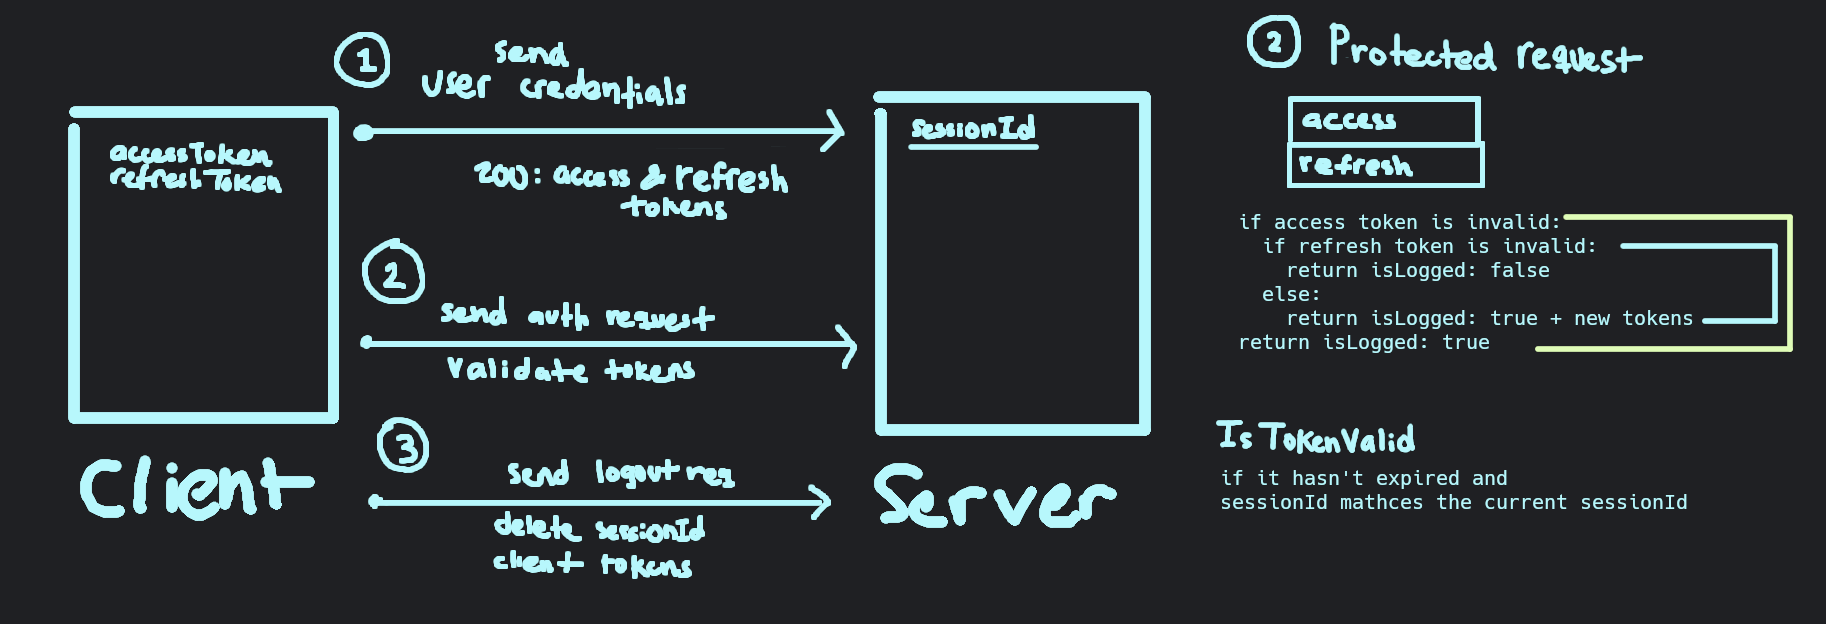 1
send
user credentials
200: access & refresh
tokens
accessToken
refreshToken
Client
2
send auth request
Validate tokens
3
send logout req
delete sessionId
client tokens
sessionId
Server
2 Protected request
access
refresh
if access token is invalid:
if refresh token is invalid:
return isLogged: false
else:
return isLogged: true + new tokens
return isLogged: true
Is TokenValid
if it hasn't expired and
sessionId mathces the current sessionId